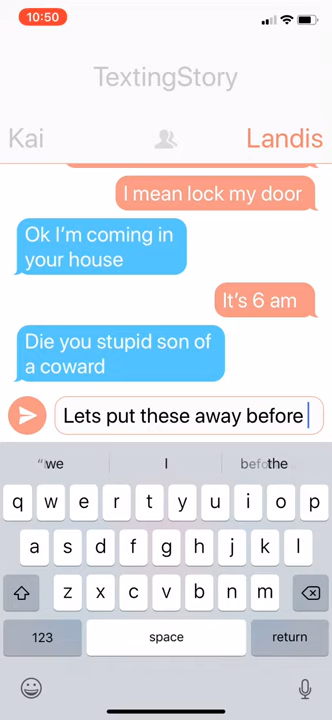 10:50
TextingStory
Kai
Landis
I mean lock my door
Ok I'm coming in
your house
It's 6 am
Die you stupid son of
a coward
Lets put these away before
we I the
q w e r t y u i o p
a s d f g h j k l
z x c v b n m
123 space return